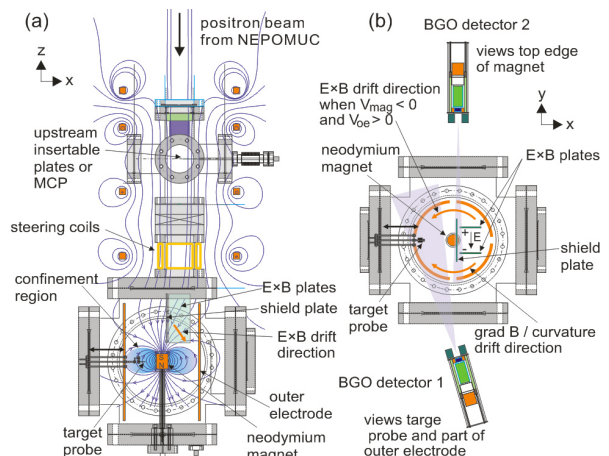 (a)
z
x
positron beam
from NEPOMUC
upstream
insertable
plates or
MCP
steering coils
confinement
region
E×B plates
shield plate
E×B drift
direction
outer
electrode
target
probe
neodymium
magnet
(b)
BGO detector 2
views top edge
of magnet
E×B drift direction
when Vmag < 0
and Voe > 0
y
x
neodymium
magnet
E×B plates
+
E
-
shield
plate
target
probe
grad B / curvature
drift direction
BGO detector 1
views targe
probe and part of
outer electrode